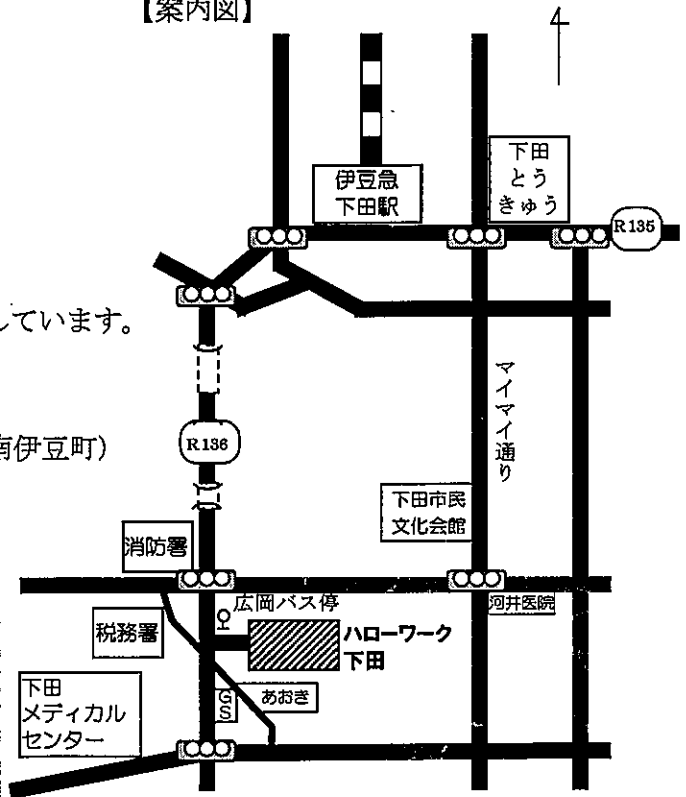 【案内図】
4
伊豆急
下田駅
下田
とう
きゅう
R135
しています。
マイマイ通り
R136
南伊豆町)
下田市民
文化会館
消防署
広岡バス停
河井医院
税務署
ハローワーク
下田
下田
メディカル
センター
GS
あおき